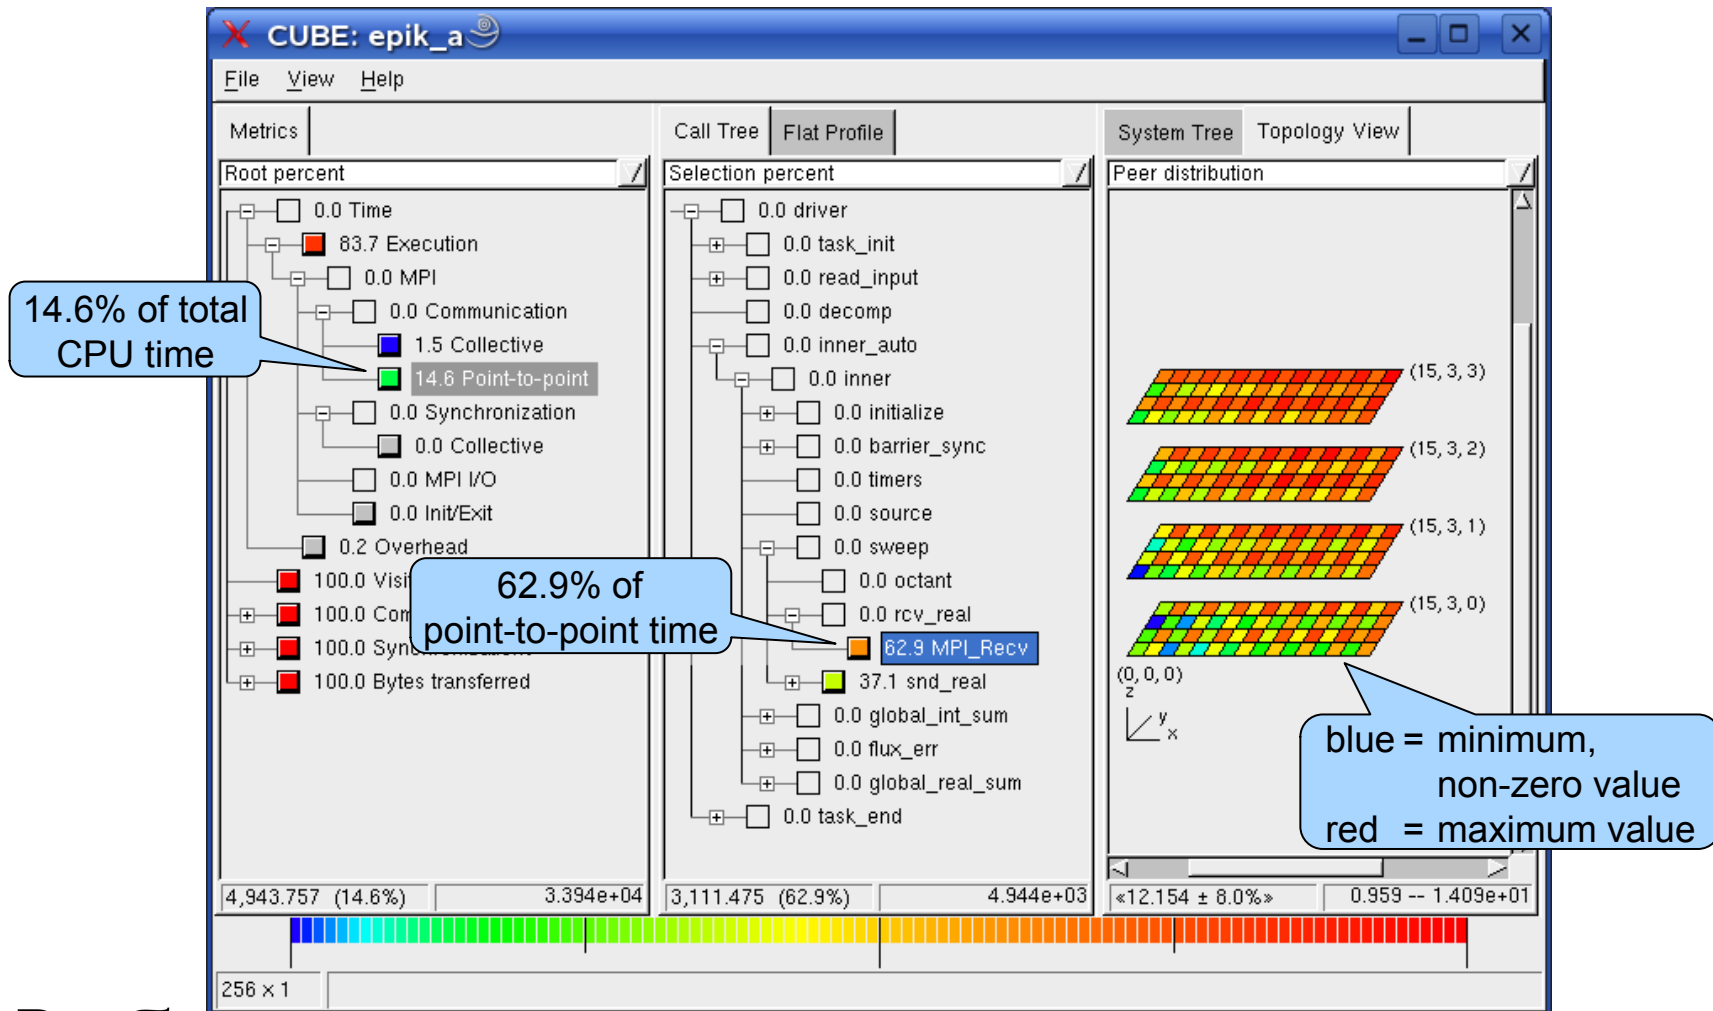 CUBE: epik_a
File View Help
Metrics
Root percent
0.0 Time
83.7 Execution
0.0 MPI
0.0 Communication
1.5 Collective
14.6 Point-to-point
0.0 Synchronization
0.0 Collective
0.0 MPI I/O
0.0 Init/Exit
0.2 Overhead
100.0
100.0
100.0
100.0 Bytes transferred
4,943.757 (14.6%) 3.394e+04
14.6% of total
CPU time
Call Tree Flat Profile
Selection percent
0.0 driver
0.0 task_init
0.0 read_input
0.0 decomp
0.0 inner_auto
0.0 inner
0.0 initialize
0.0 barrier_sync
0.0 timers
0.0 source
0.0 sweep
0.0 octant
0.0 rcv_real
62.9 MPI_Recv
37.1 snd_real
0.0 global_int_sum
0.0 flux_err
0.0 global_real_sum
0.0 task_end
3,111.475 (62.9%) 4.944e+03
62.9% of
point-to-point time
System Tree Topology View
Peer distribution
(15, 3, 3)
(15, 3, 2)
(15, 3, 1)
(15, 3, 0)
(0, 0, 0)
z
y
x
«12.154 ± 8.0%» 0.959 -- 1.409e+01
blue = minimum,
non-zero value
red = maximum value
256 x 1